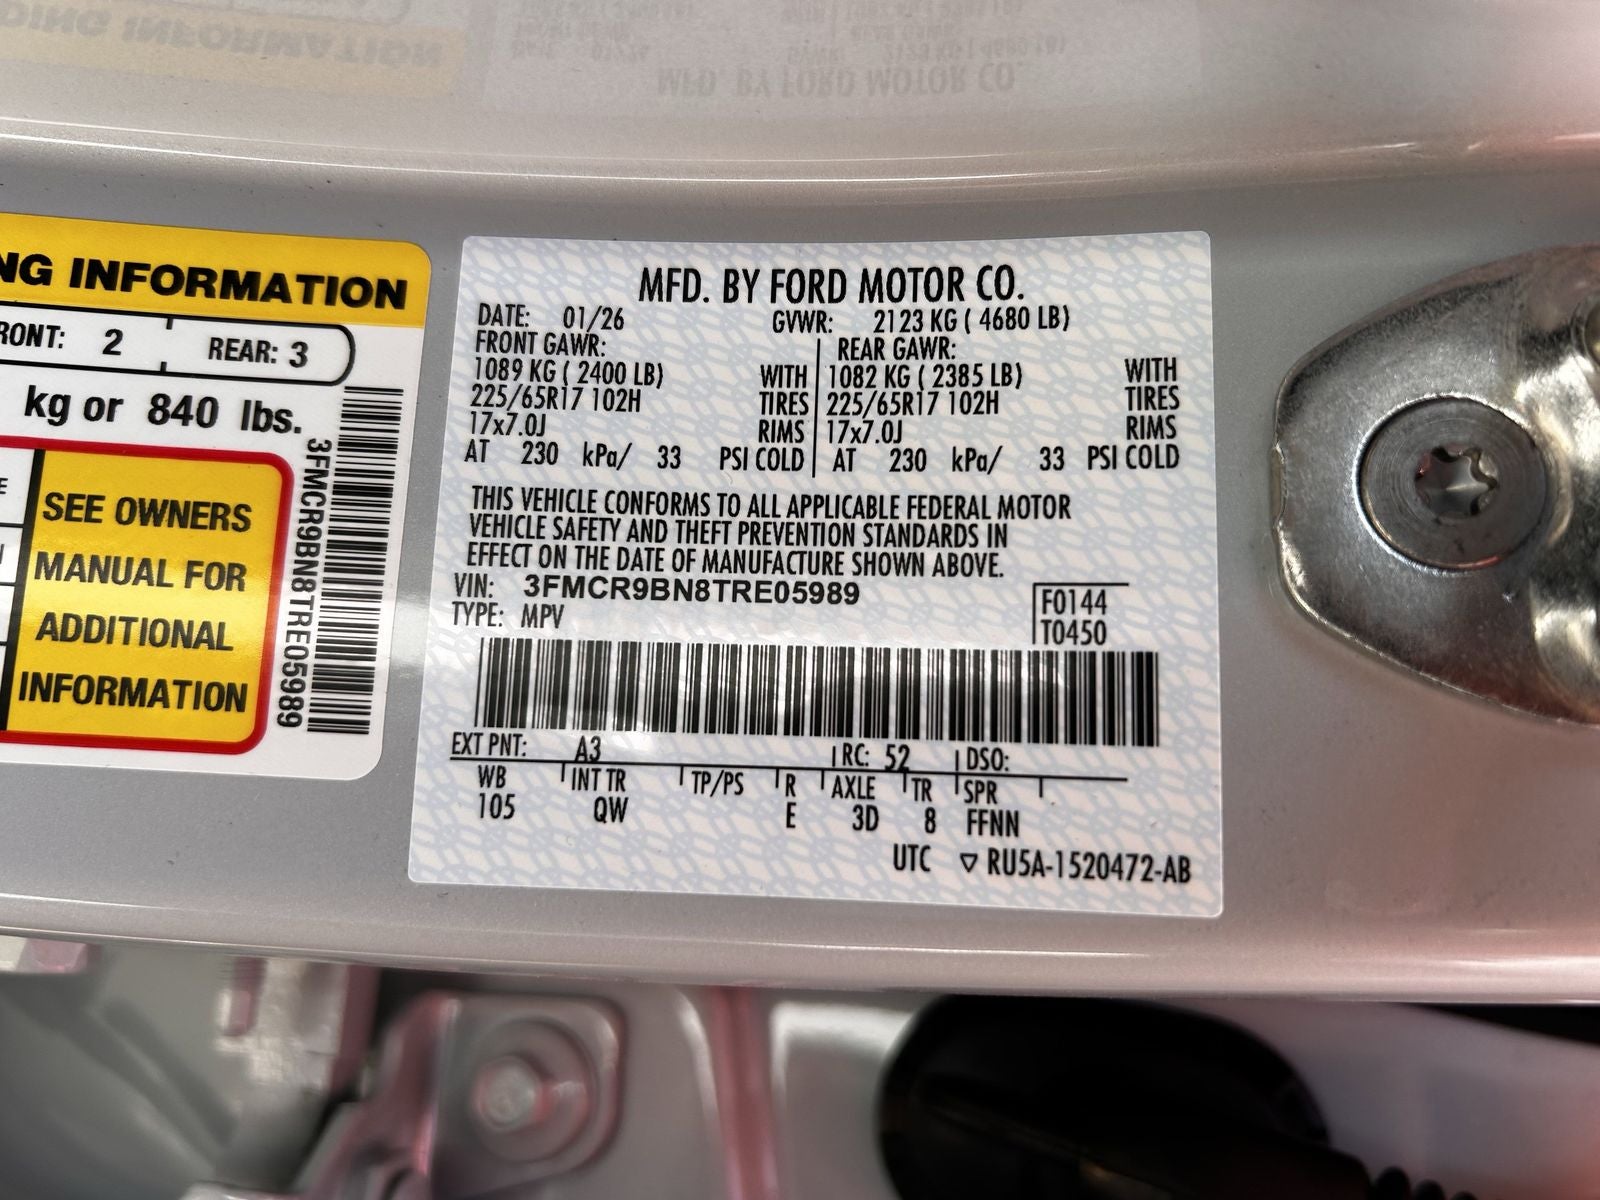 NG INFORMATION
RONT: 2 REAR: 3
kg or 840 lbs.
SEE OWNERS
MANUAL FOR
ADDITIONAL
INFORMATION
3FMCR9BN8TRE05989
MFD. BY FORD MOTOR CO.
DATE: 01/26 GVWR: 2123 KG ( 4680 LB)
FRONT GAWR: REAR GAWR:
1089 KG ( 2400 LB) WITH 1082 KG ( 2385 LB) WITH
225/65R17 102H TIRES 225/65R17 102H TIRES
17x7.0J RIMS 17x7.0J RIMS
AT 230 kPa/ 33 PSI COLD AT 230 kPa/ 33 PSI COLD
THIS VEHICLE CONFORMS TO ALL APPLICABLE FEDERAL MOTOR
VEHICLE SAFETY AND THEFT PREVENTION STANDARDS IN
EFFECT ON THE DATE OF MANUFACTURE SHOWN ABOVE.
VIN: 3FMCR9BN8TRE05989
TYPE: MPV
F0144
T0450
EXT PNT: A3 RC: 52 DSO:
WB INT TR TP/PS R AXLE TR SPR
105 QW E 3D 8 FFNN
UTC ▽ RU5A-1520472-AB